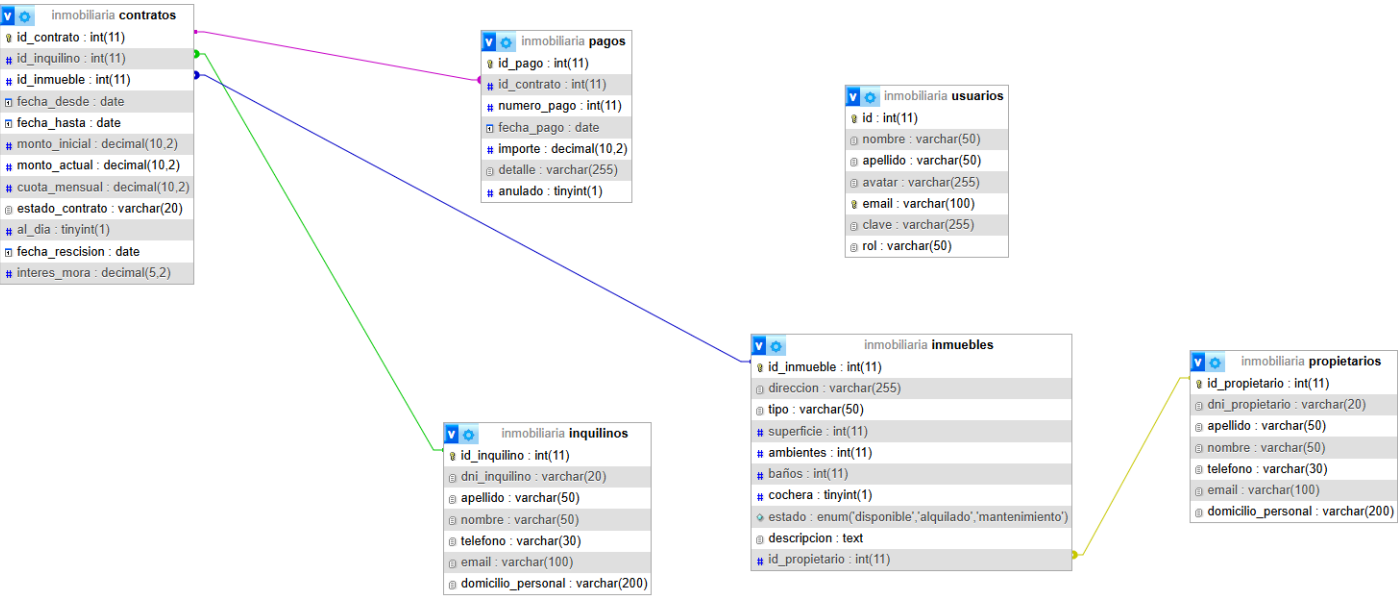 inmobiliaria contratos
id_contrato : int(11)
id_inquilino : int(11)
id_inmueble : int(11)
fecha_desde : date
fecha_hasta : date
monto_inicial : decimal(10,2)
monto_actual : decimal(10,2)
cuota_mensual : decimal(10,2)
estado_contrato : varchar(20)
al_dia : tinyint(1)
fecha_rescision : date
interes_mora : decimal(5,2)
inmobiliaria pagos
id_pago : int(11)
id_contrato : int(11)
numero_pago : int(11)
fecha_pago : date
importe : decimal(10,2)
detalle : varchar(255)
anulado : tinyint(1)
inmobiliaria usuarios
id : int(11)
nombre : varchar(50)
apellido : varchar(50)
avatar : varchar(255)
email : varchar(100)
clave : varchar(255)
rol : varchar(50)
inmobiliaria inmuebles
id_inmueble : int(11)
direccion : varchar(255)
tipo : varchar(50)
superficie : int(11)
ambientes : int(11)
baños : int(11)
cochera : tinyint(1)
estado : enum('disponible','alquilado','mantenimiento')
descripcion : text
id_propietario : int(11)
inmobiliaria propietarios
id_propietario : int(11)
dni_propietario : varchar(20)
apellido : varchar(50)
nombre : varchar(50)
telefono : varchar(30)
email : varchar(100)
domicilio_personal : varchar(200)
inmobiliaria inquilinos
id_inquilino : int(11)
dni_inquilino : varchar(20)
apellido : varchar(50)
nombre : varchar(50)
telefono : varchar(30)
email : varchar(100)
domicilio_personal : varchar(200)